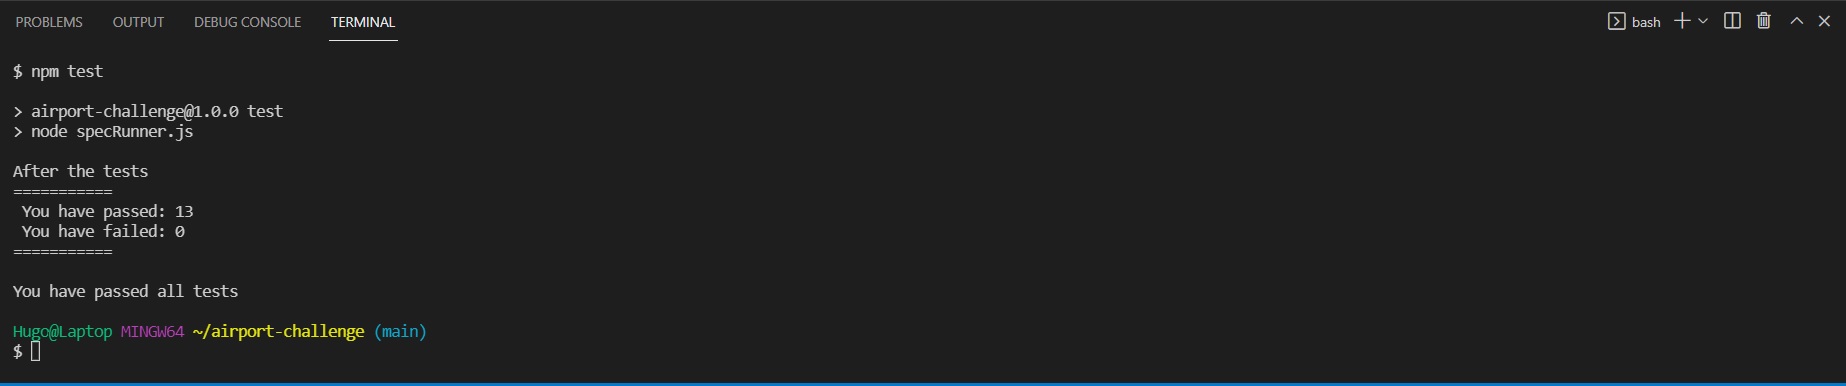 PROBLEMS OUTPUT DEBUG CONSOLE TERMINAL bash
$ npm test
> airport-challenge@1.0.0 test
> node specRunner.js
After the tests
===========
You have passed: 13
You have failed: 0
===========
You have passed all tests
Hugo@Laptop MINGW64 ~/airport-challenge (main)
$